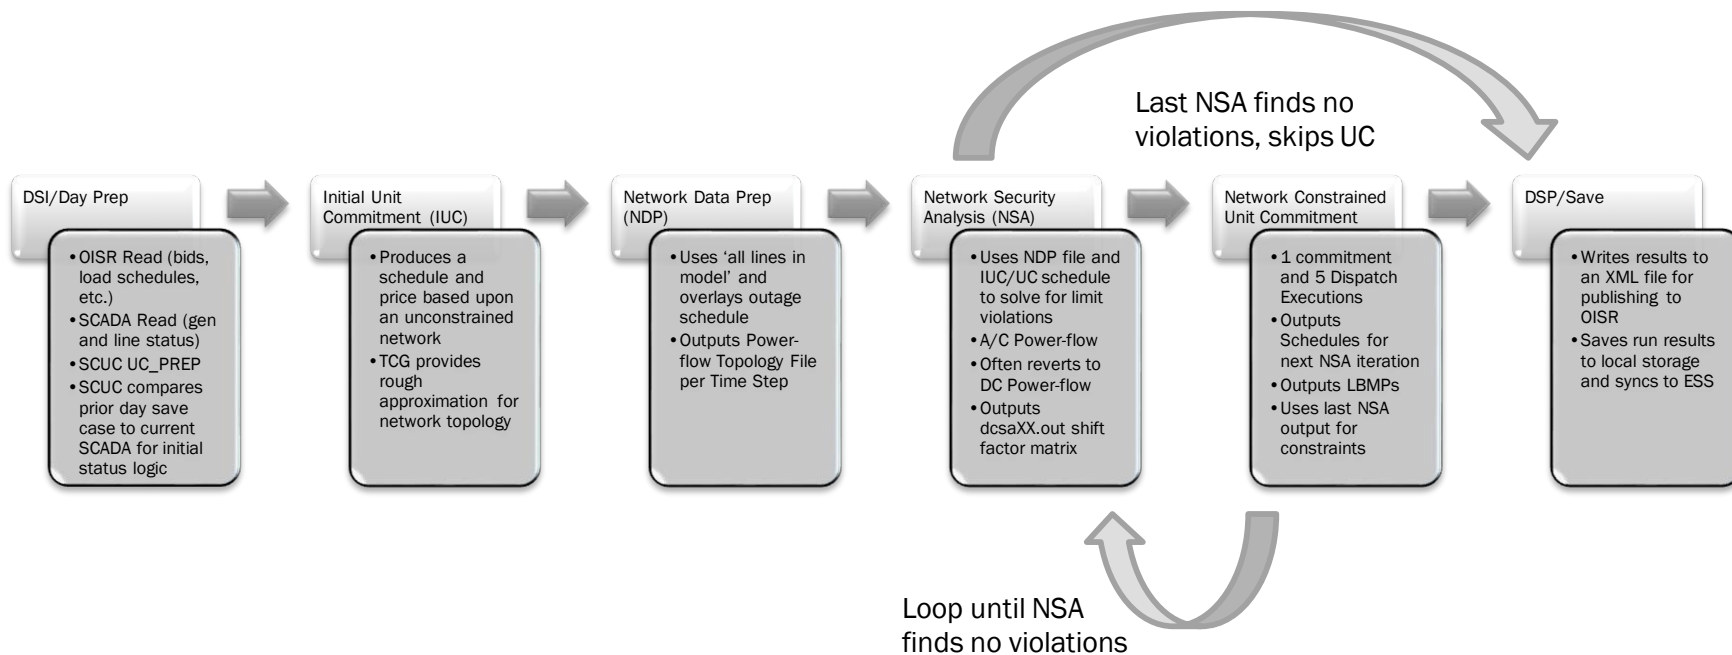 Last NSA finds no
violations, skips UC
DSI/Day Prep
• OISR Read (bids,
load schedules,
etc.)
• SCADA Read (gen
and line status)
• SCUC UC_PREP
• SCUC compares
prior day save
case to current
SCADA for initial
status logic
Initial Unit
Commitment (IUC)
• Produces a
schedule and
price based upon
an unconstrained
network
• TCG provides
rough
approximation for
network topology
Network Data Prep
(NDP)
• Uses ‘all lines in
model’ and
overlays outage
schedule
• Outputs Power-
flow Topology File
per Time Step
Network Security
Analysis (NSA)
• Uses NDP file and
IUC/UC schedule
to solve for limit
violations
• A/C Power-flow
• Often reverts to
DC Power-flow
• Outputs
dcsaXX.out shift
factor matrix
Network Constrained
Unit Commitment
• 1 commitment
and 5 Dispatch
Executions
• Outputs
Schedules for
next NSA iteration
• Outputs LBMPs
• Uses last NSA
output for
constraints
DSP/Save
• Writes results to
an XML file for
publishing to
OISR
• Saves run results
to local storage
and syncs to ESS
Loop until NSA
finds no violations